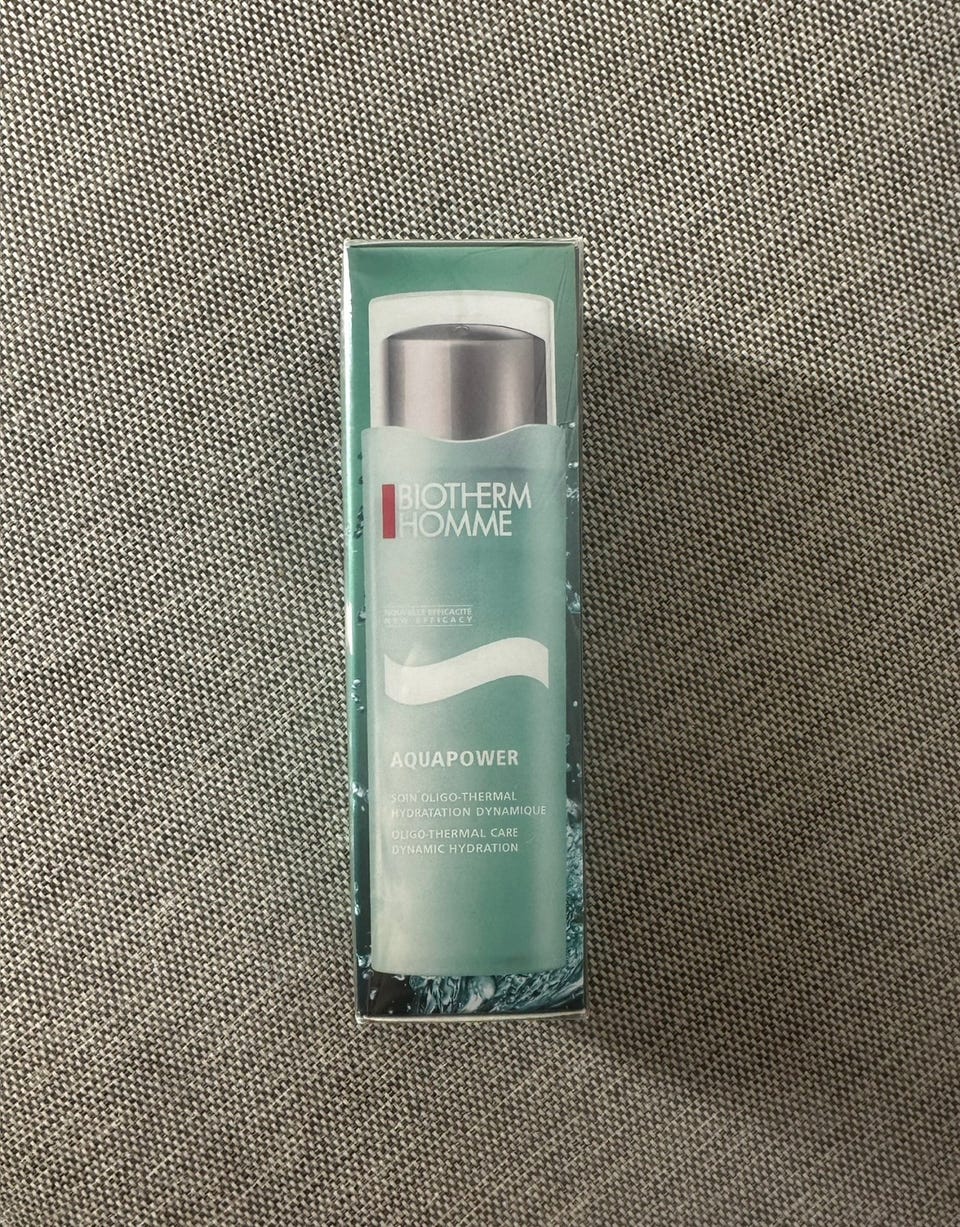 BIOTHERM
HOMME
NOUVELLE EFFICACITÉ
NEW EFFICACY
AQUAPOWER
SOIN OLIGO-THERMAL
HYDRATATION DYNAMIQUE
OLIGO-THERMAL CARE
DYNAMIC HYDRATION